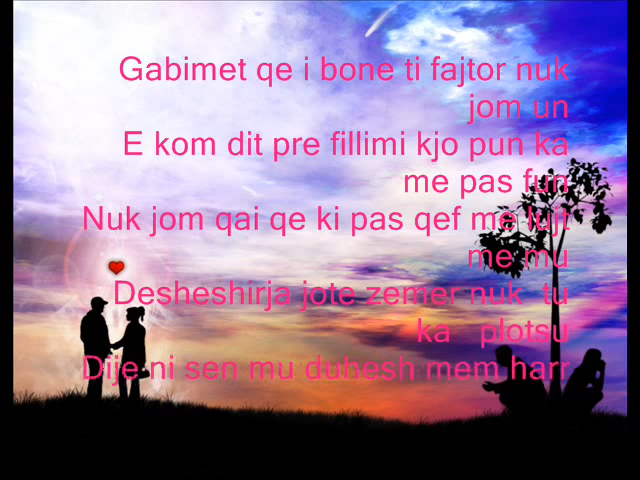 Gabimet qe i bone ti fajtor nuk
jom un
E kom dit pre fillimi kjo pun ka
me pas fun
Nuk jom qai qe ki pas qef me lujt
me mu
Desheshirja jote zemer nuk tu
ka plotsu
Dije ni sen mu duhesh mem harr